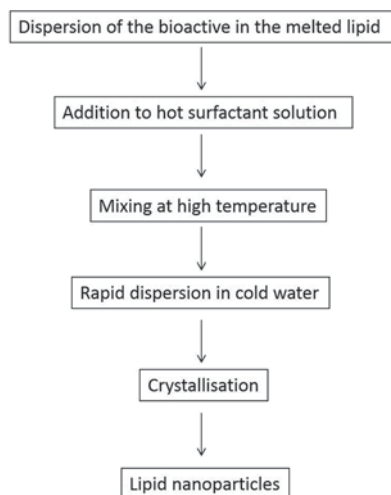 Dispersion of the bioactive in the melted lipid
Addition to hot surfactant solution
Mixing at high temperature
Rapid dispersion in cold water
Crystallisation
Lipid nanoparticles